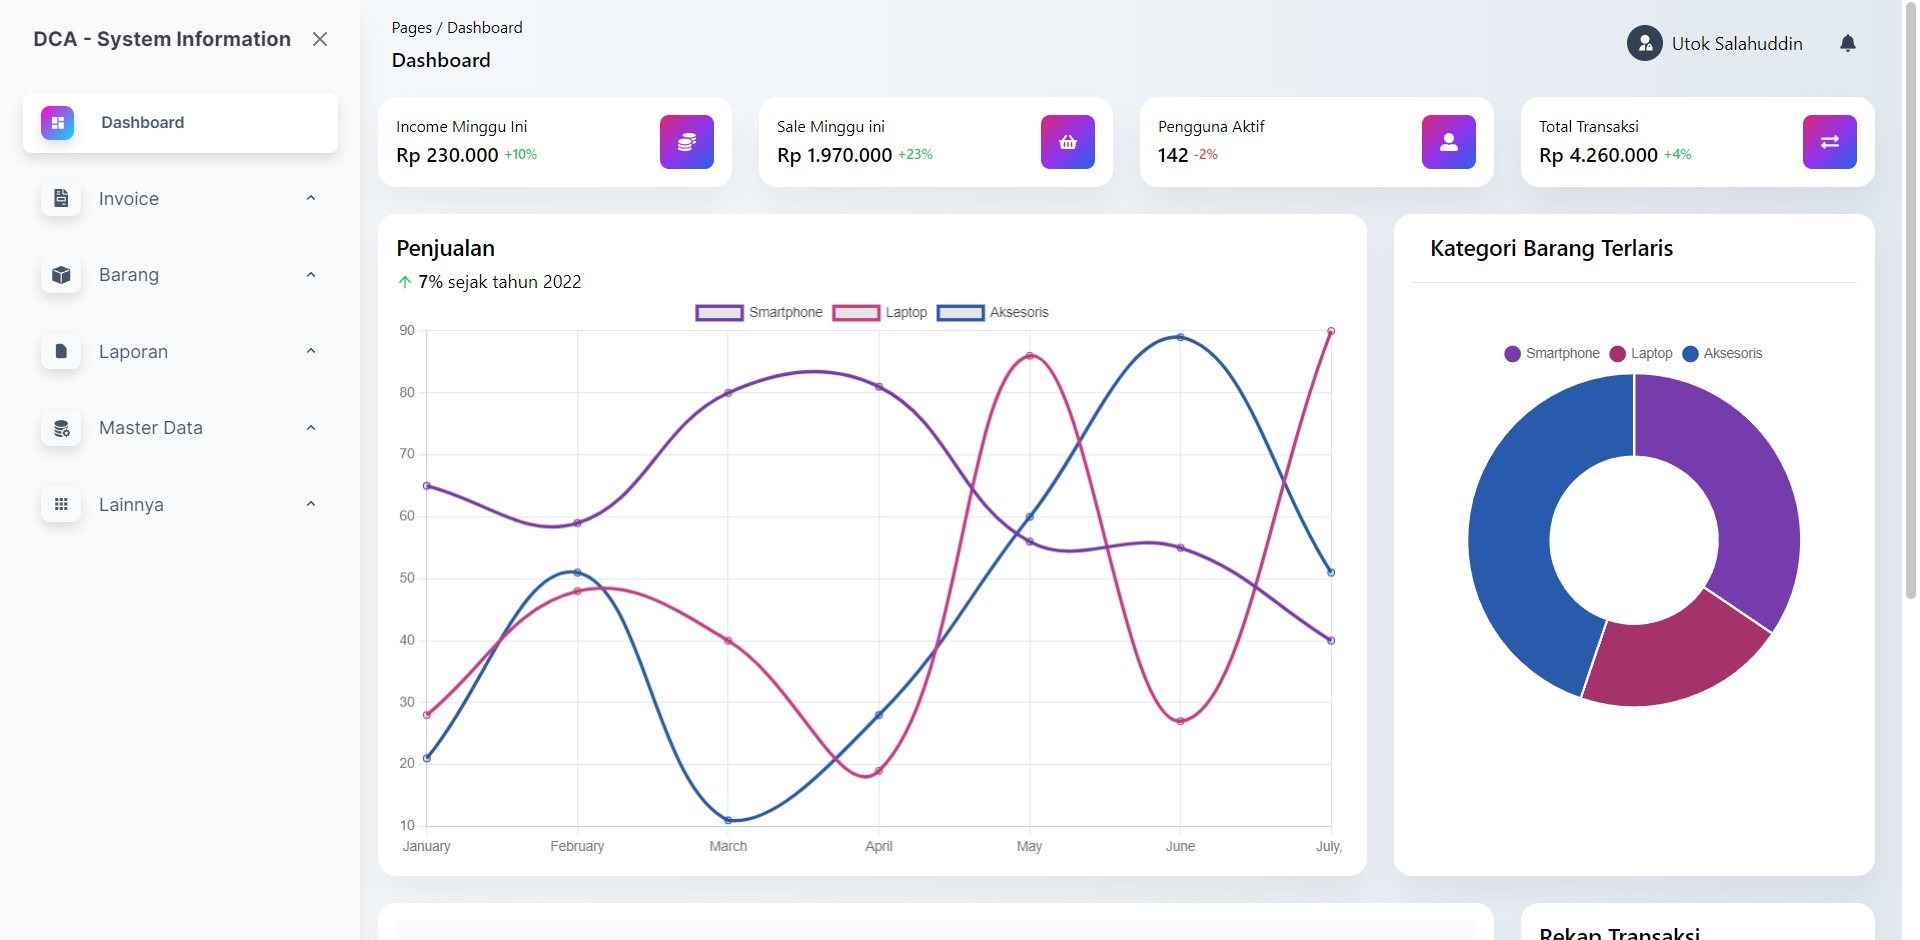 DCA - System Information
Dashboard
Invoice
Barang
Laporan
Master Data
Lainnya
Pages / Dashboard
Dashboard
Utok Salahuddin
Income Minggu Ini
Rp 230.000 +10%
Sale Minggu ini
Rp 1.970.000 +23%
Pengguna Aktif
142 -2%
Total Transaksi
Rp 4.260.000 +4%
Penjualan
7% sejak tahun 2022
Smartphone Laptop Aksesoris
90
80
70
60
50
40
30
20
10
January February March April May June July,
Kategori Barang Terlaris
Smartphone Laptop Aksesoris
Rekap Transaksi